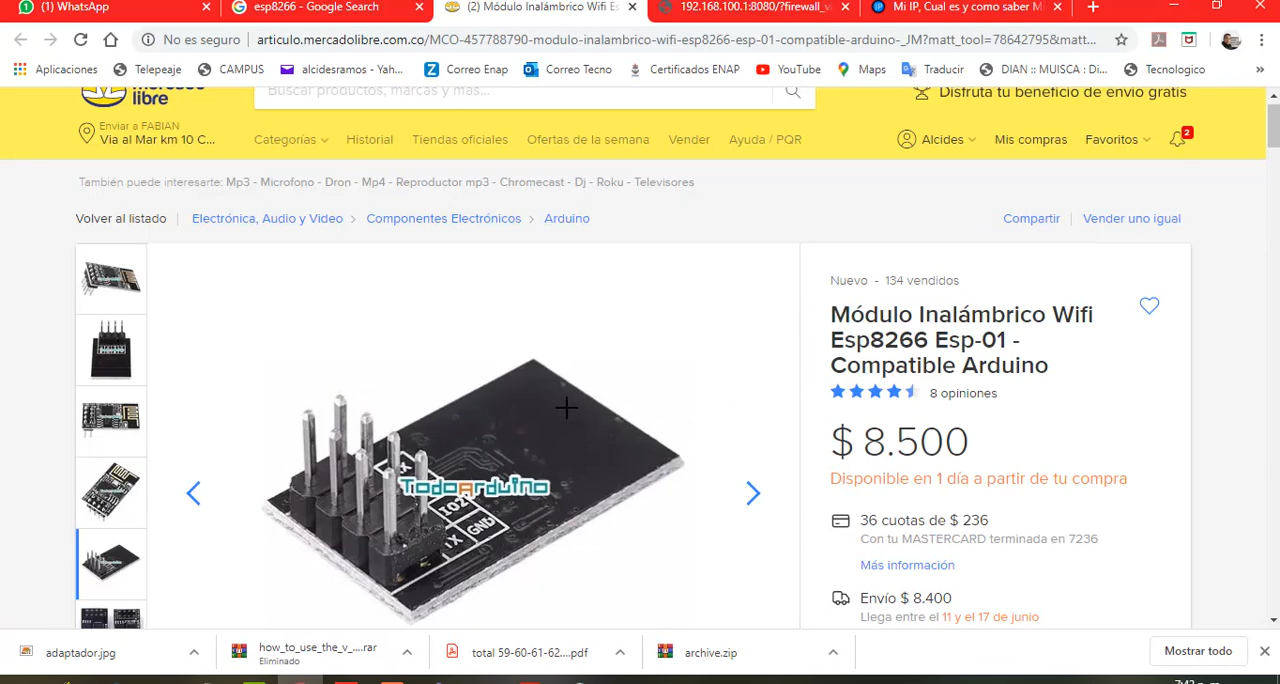 (1) WhatsApp
esp8266 - Google Search
(2) Módulo Inalámbrico Wifi Es
192.168.100.1:8080/?firewall_v
Mi IP, Cual es y como saber M
No es seguro
articulo.mercadolibre.com.co/MCO-457788790-modulo-inalambrico-wifi-esp8266-esp-01-compatible-arduino-_JM?matt_tool=78642795&matt...
Aplicaciones
Telepeaje
CAMPUS
alcidesramos - Yah...
Correo Enap
Correo Tecno
Certificados ENAP
YouTube
Maps
Traducir
DIAN :: MUISCA : Di...
Tecnologico
»
mercado
libre
Buscar productos, marcas y más...
Disfruta tu beneficio de envío gratis
Enviar a FABIAN
Via al Mar km 10 C...
Categorías
Historial
Tiendas oficiales
Ofertas de la semana
Vender
Ayuda / PQR
Alcides
Mis compras
Favoritos
2
También puede interesarte: Mp3 - Microfono - Dron - Mp4 - Reproductor mp3 - Chromecast - Dj - Roku - Televisores
Volver al listado
Electrónica, Audio y Video
Componentes Electrónicos
Arduino
Compartir
Vender uno igual
Nuevo - 134 vendidos
Módulo Inalámbrico Wifi
Esp8266 Esp-01 -
Compatible Arduino
8 opiniones
$ 8.500
Disponible en 1 día a partir de tu compra
36 cuotas de $ 236
Con tu MASTERCARD terminada en 7236
Más información
Envío $ 8.400
Llega entre el 11 y el 17 de junio
TodoArduino
IO2
GND
TX
adaptador.jpg
how_to_use_the_v_....rar
Eliminado
total 59-60-61-62....pdf
archive.zip
Mostrar todo